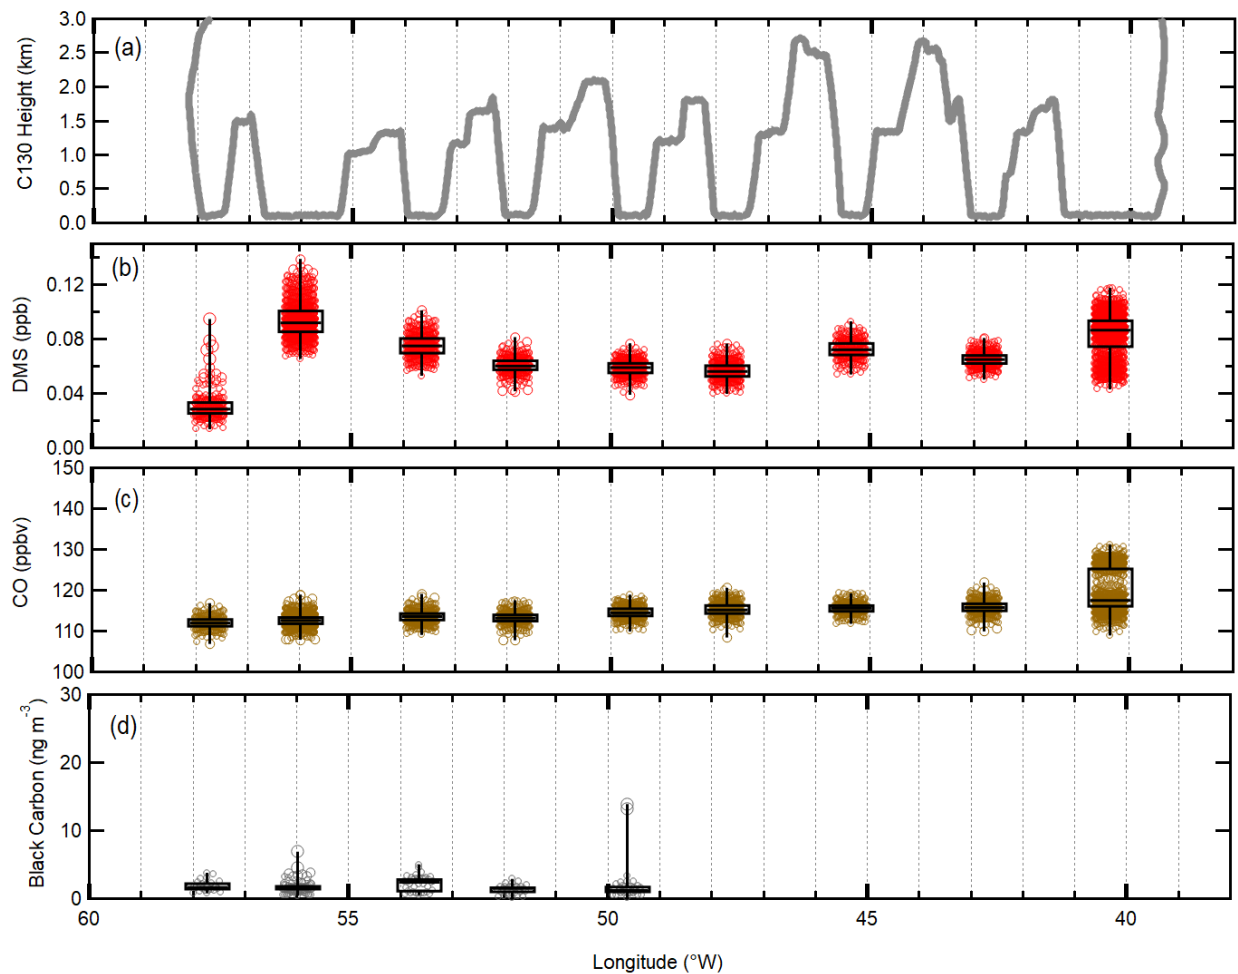 (a)
C130 Height (km)
3.0
2.5
2.0
1.5
1.0
0.5
0.0
(b)
DMS (ppb)
0.12
0.08
0.04
0.00
(c)
CO (ppbv)
150
140
130
120
110
100
(d)
Black Carbon (ng m⁻³)
30
20
10
0
60 55 50 45 40
Longitude (°W)